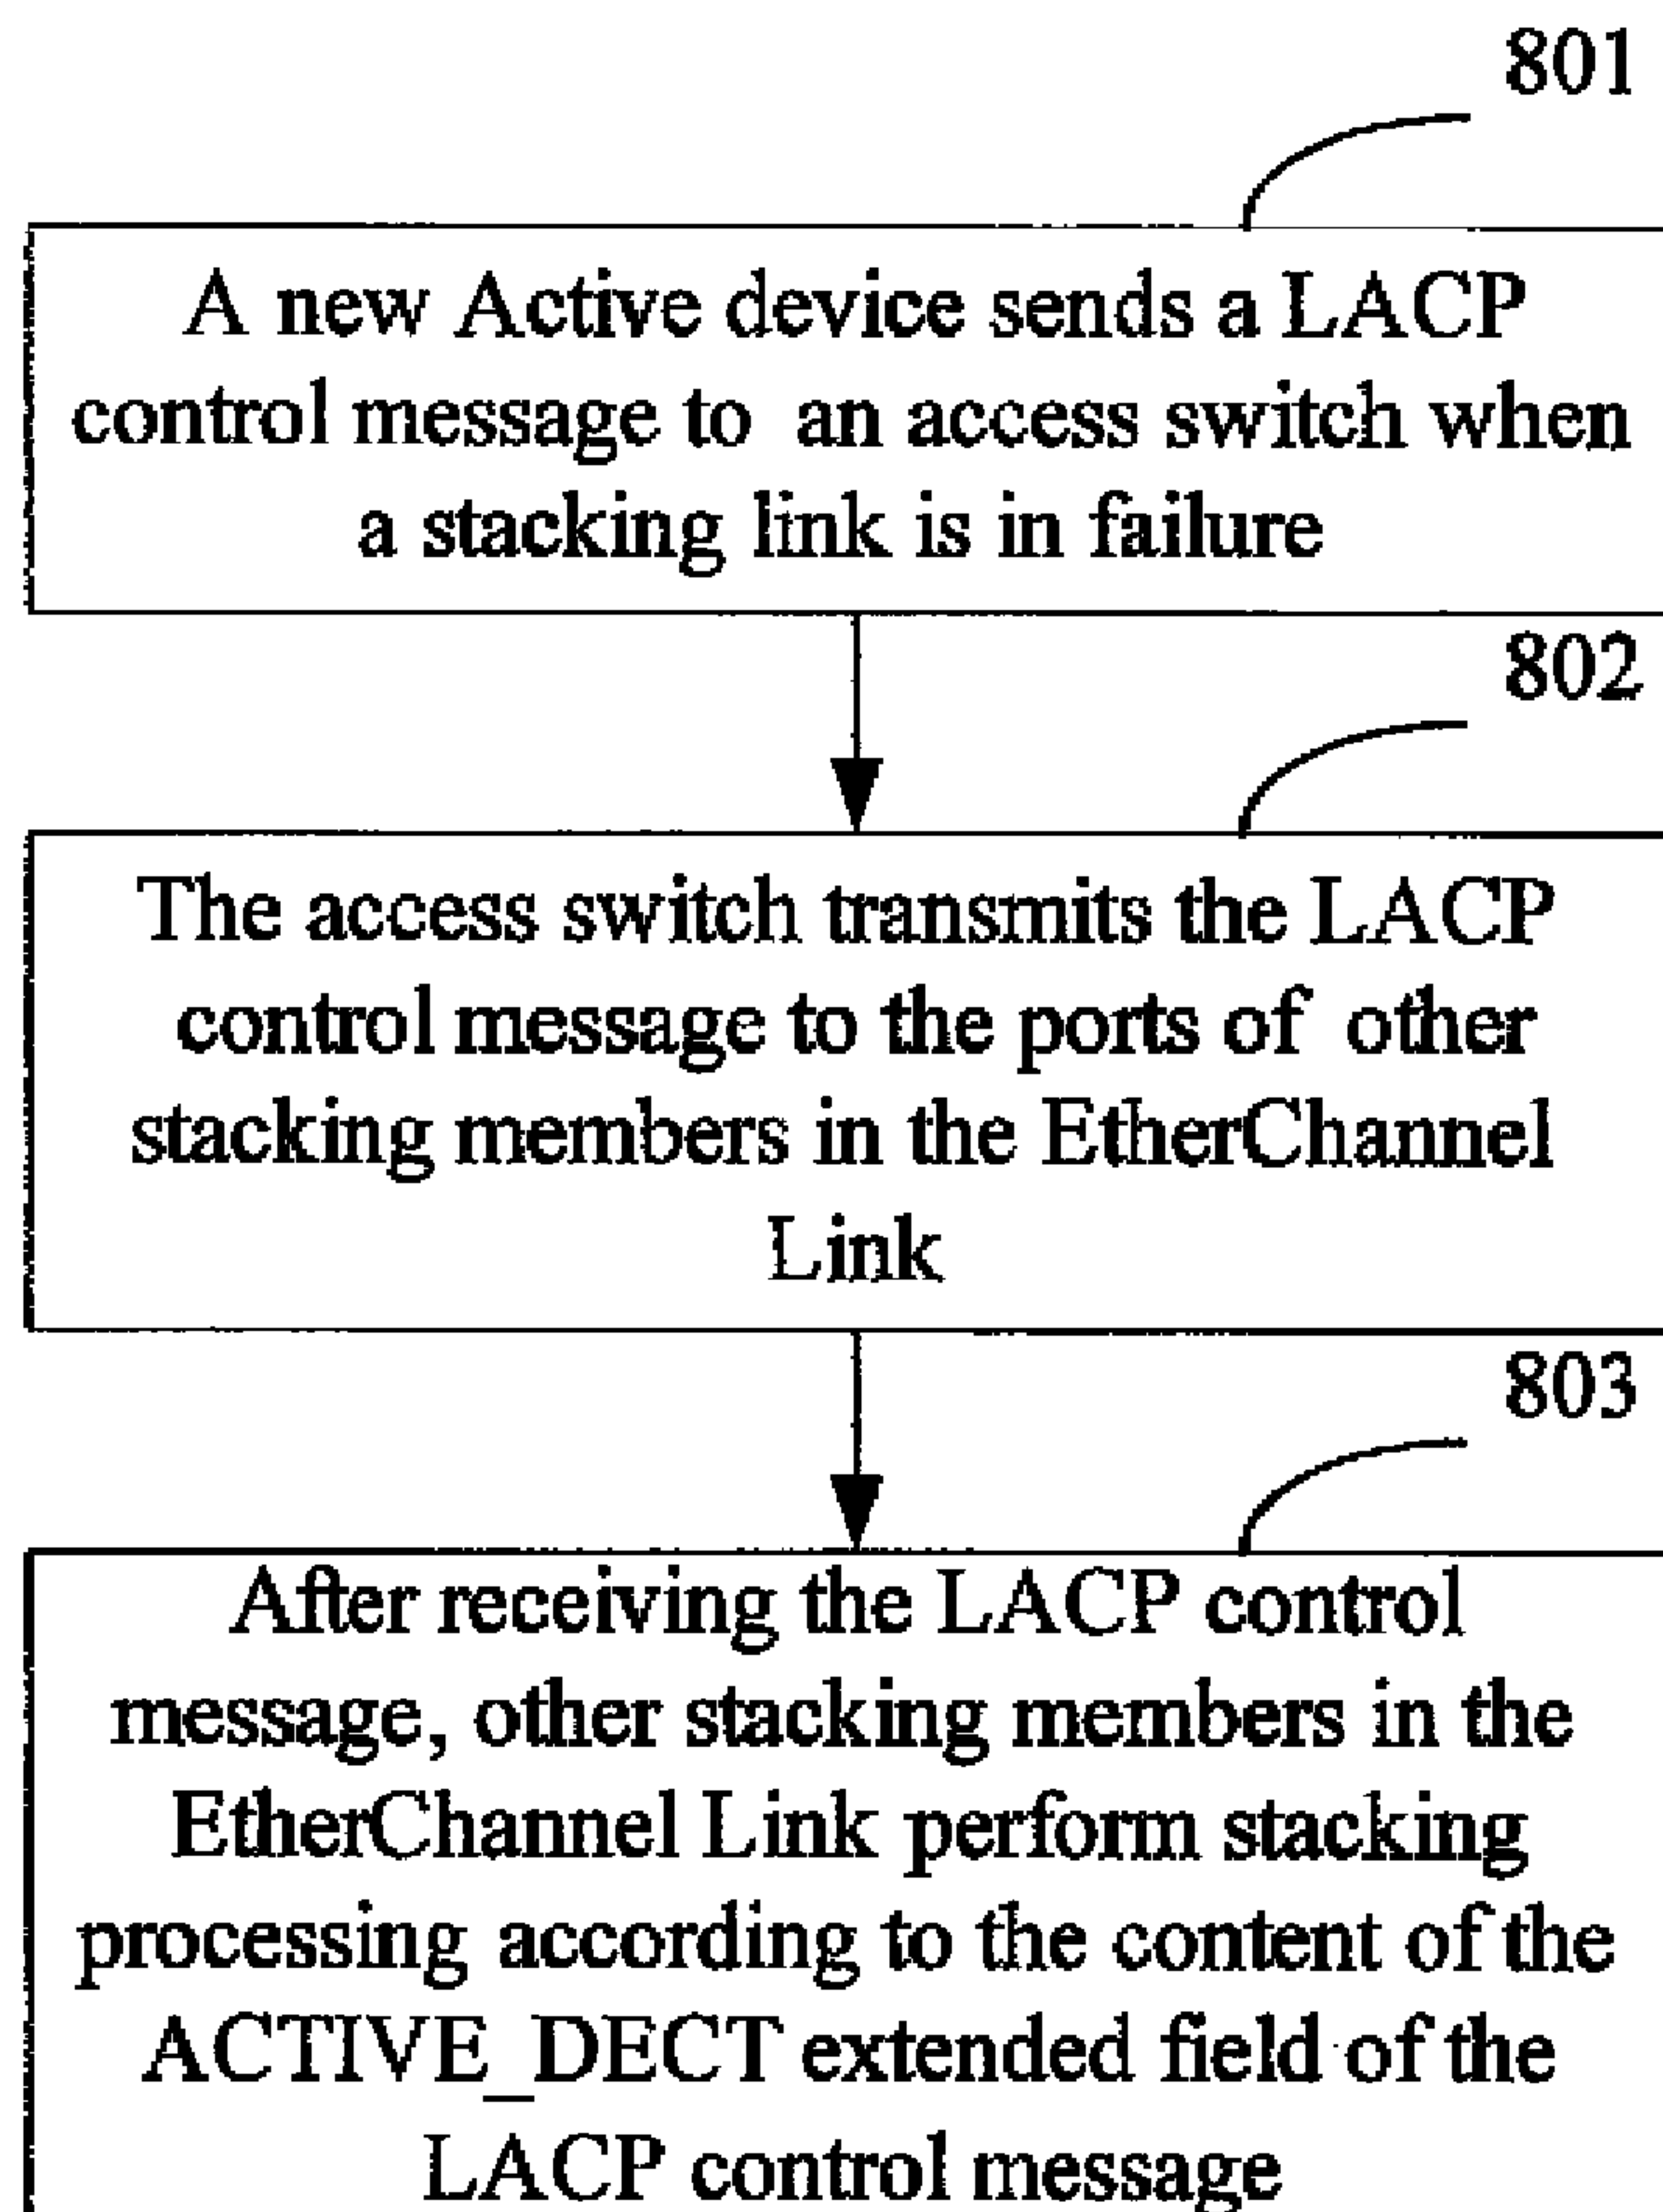 801
A new Active device sends a LACP
control message to an access switch when
a stacking link is in failure
802
The access switch transmits the LACP
control message to the ports of other
stacking members in the EtherChannel
Link
803
After receiving the LACP control
message, other stacking members in the
EtherChannel Link perform stacking
processing according to the content of the
ACTIVE_DECT extended field of the
LACP control message